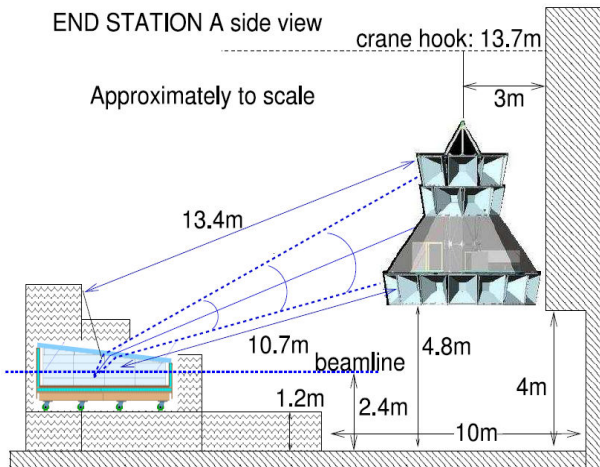 END STATION A side view
crane hook: 13.7m
3m
Approximately to scale
13.4m
10.7m
beamline
4.8m
1.2m
2.4m
4m
10m